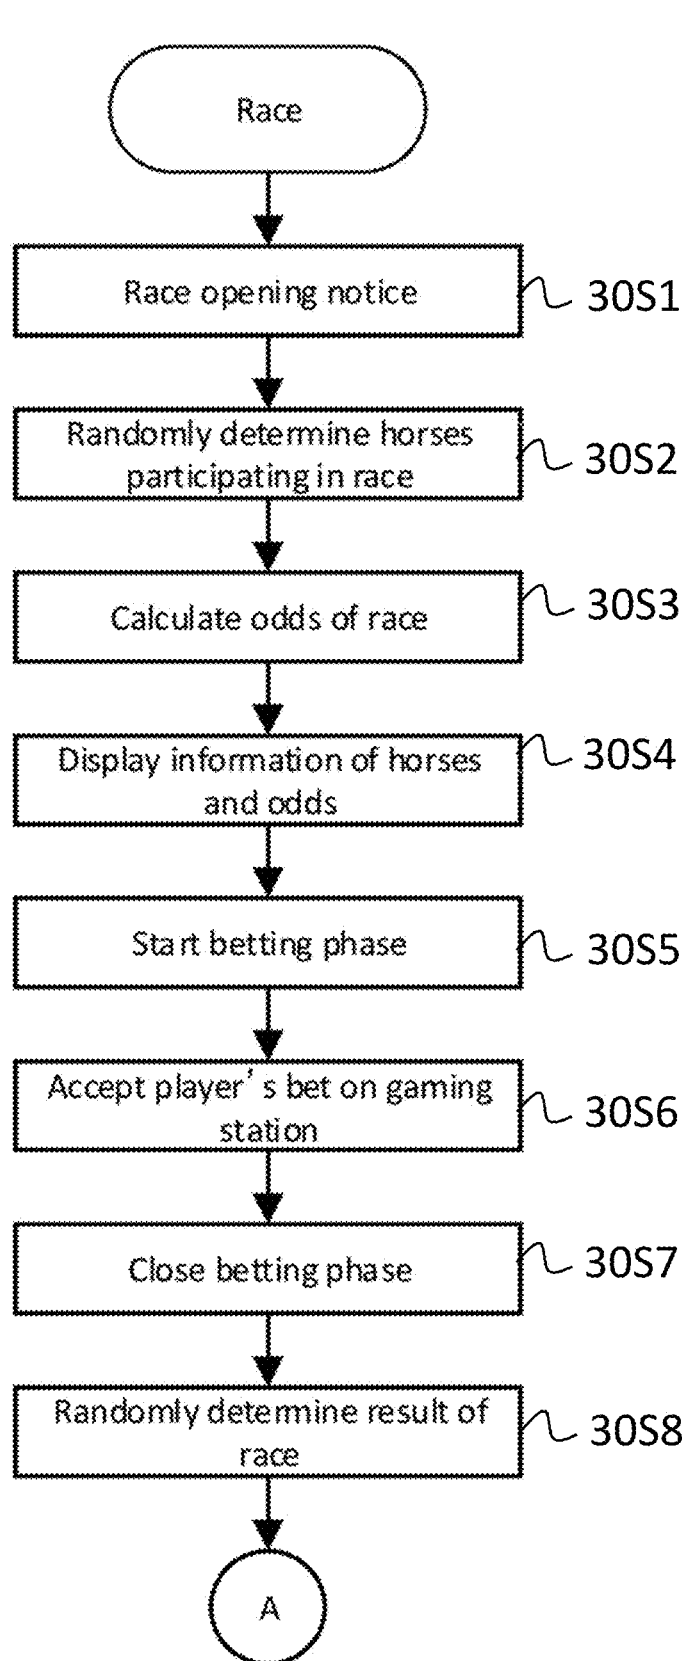 Race
Race opening notice
30S1
Randomly determine horses
participating in race
30S2
Calculate odds of race
30S3
Display information of horses
and odds
30S4
Start betting phase
30S5
Accept player's bet on gaming
station
30S6
Close betting phase
30S7
Randomly determine result of
race
30S8
A